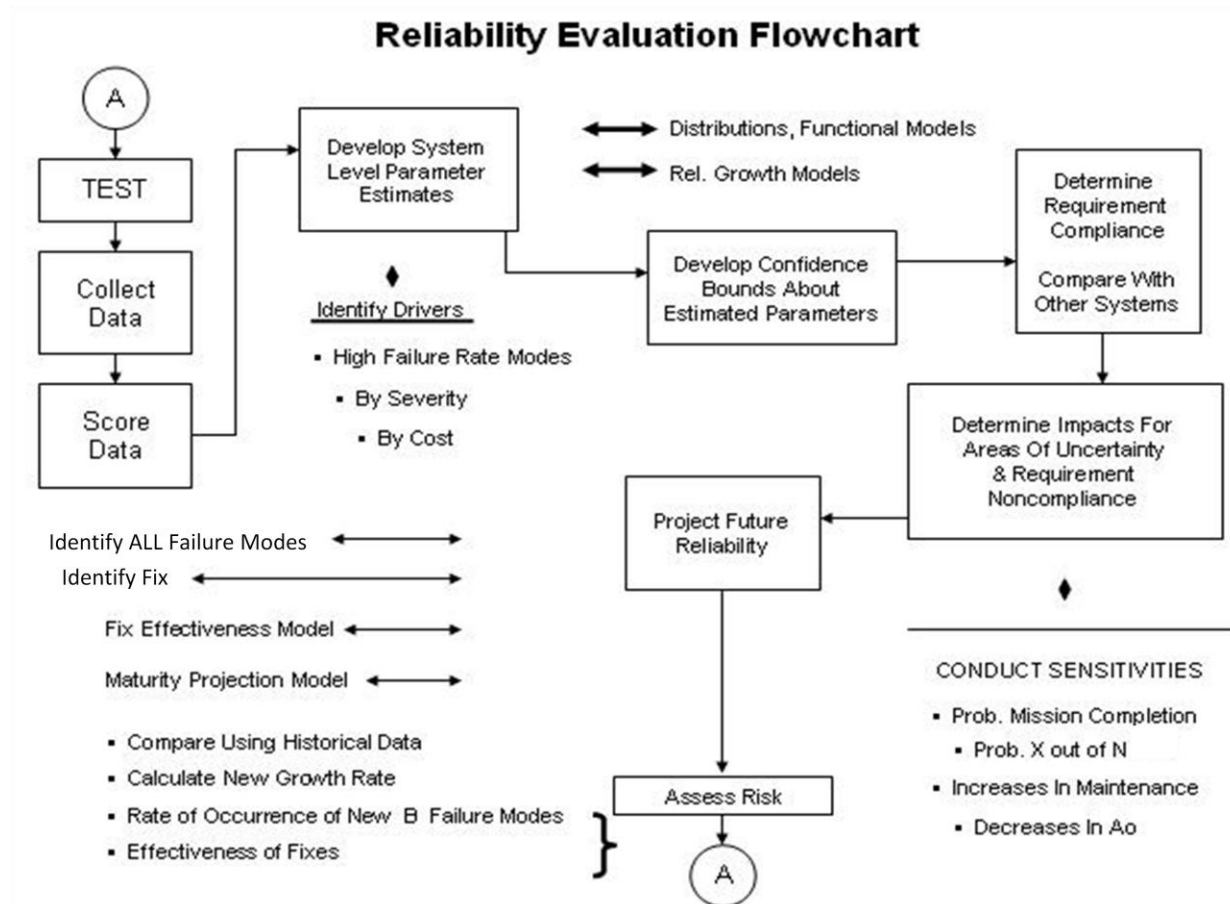 Reliability Evaluation Flowchart
A
TEST
Collect
Data
Score
Data
Develop System
Level Parameter
Estimates
Distributions, Functional Models
Rel. Growth Models
Identify Drivers
▪ High Failure Rate Modes
▪ By Severity
▪ By Cost
Develop Confidence
Bounds About
Estimated Parameters
Determine
Requirement
Compliance
Compare With
Other Systems
Determine Impacts For
Areas Of Uncertainty
& Requirement
Noncompliance
Project Future
Reliability
Identify ALL Failure Modes
Identify Fix
Fix Effectiveness Model
Maturity Projection Model
▪ Compare Using Historical Data
▪ Calculate New Growth Rate
▪ Rate of Occurrence of New B Failure Modes
▪ Effectiveness of Fixes
CONDUCT SENSITIVITIES
▪ Prob. Mission Completion
▪ Prob. X out of N
▪ Increases In Maintenance
▪ Decreases In Ao
Assess Risk
A